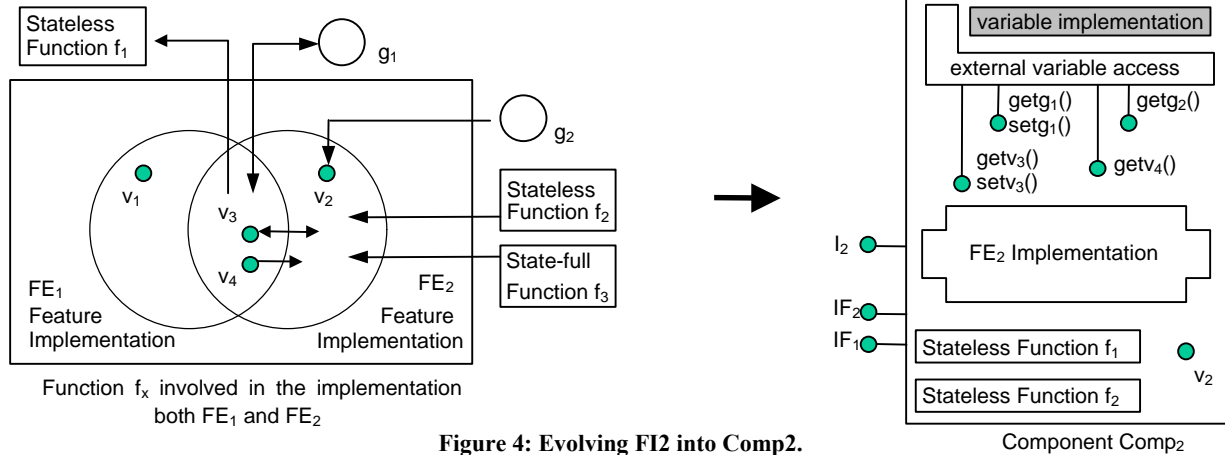 Stateless
Function f₁
g₁
g₂
v₁
v₂
v₃
v₄
Stateless
Function f₂
State-full
Function f₃
FE₁
Feature
Implementation
FE₂
Feature
Implementation
Function fₓ involved in the implementation
both FE₁ and FE₂
variable implementation
external variable access
getg₁()
setg₁()
getg₂()
getv₃()
setv₃()
getv₄()
I₂
FE₂ Implementation
IF₂
IF₁
Stateless Function f₁
v₂
Stateless Function f₂
Component Comp₂
Figure 4: Evolving FI2 into Comp2.